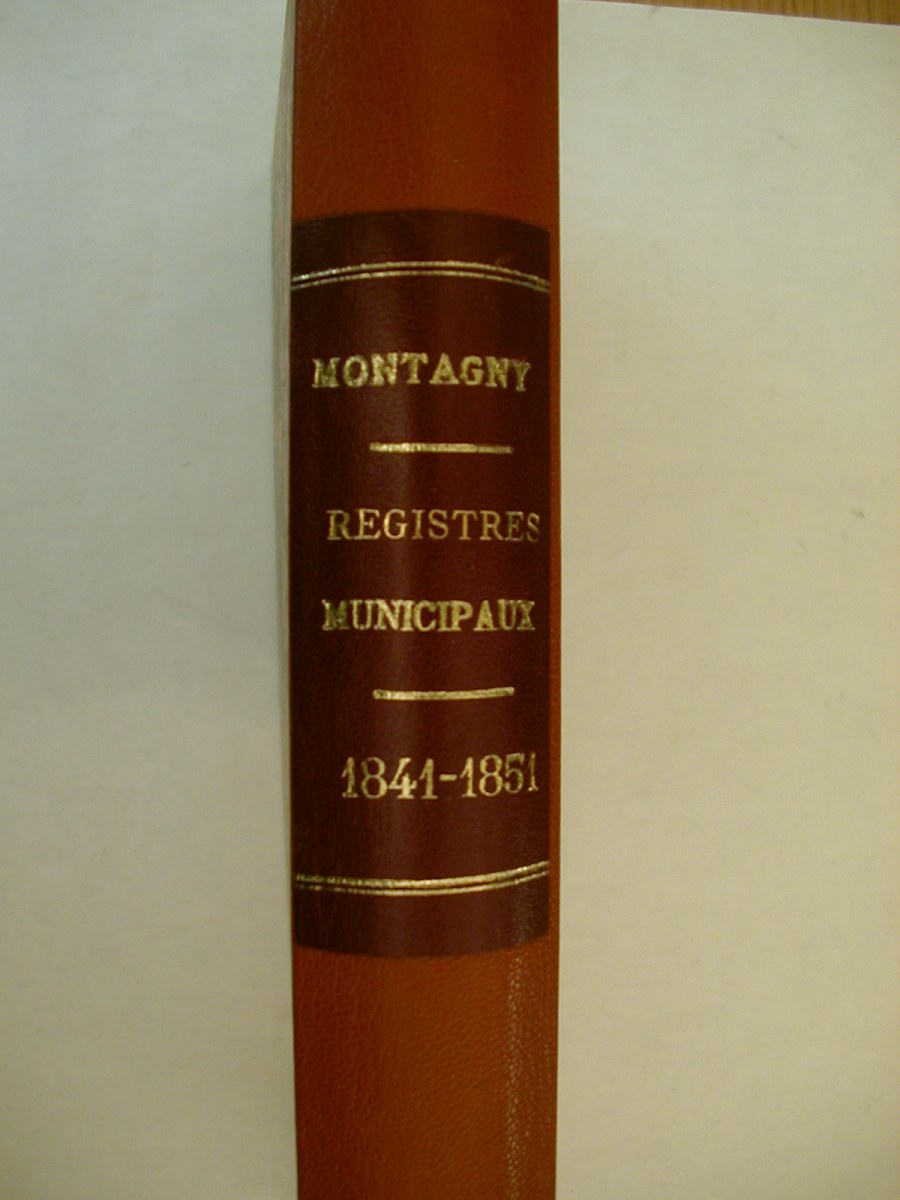 MONTAGNY
REGISTRES
MUNICIPAUX
1841-1851